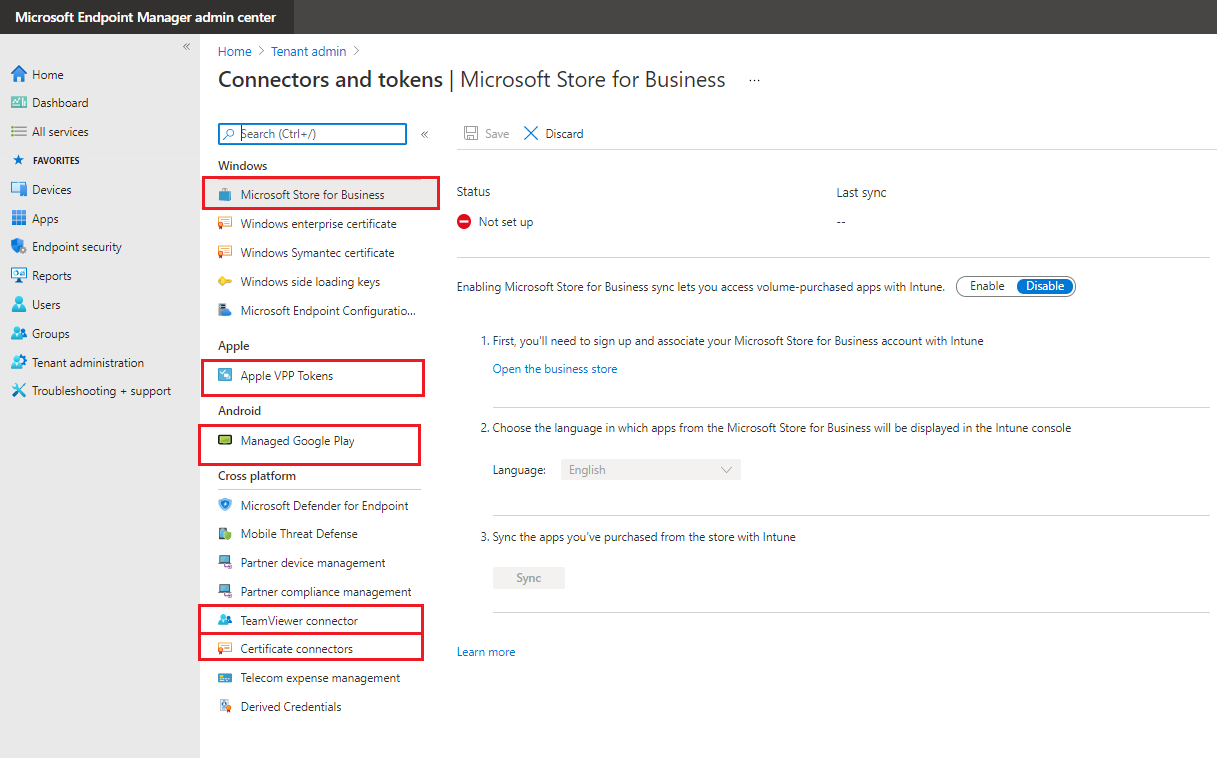 Microsoft Endpoint Manager admin center
«
Home
Dashboard
All services
FAVORITES
Devices
Apps
Endpoint security
Reports
Users
Groups
Tenant administration
Troubleshooting + support
Home > Tenant admin >
Connectors and tokens | Microsoft Store for Business ...
Search (Ctrl+/) «
Windows
Microsoft Store for Business
Windows enterprise certificate
Windows Symantec certificate
Windows side loading keys
Microsoft Endpoint Configuratio...
Apple
Apple VPP Tokens
Android
Managed Google Play
Cross platform
Microsoft Defender for Endpoint
Mobile Threat Defense
Partner device management
Partner compliance management
TeamViewer connector
Certificate connectors
Telecom expense management
Derived Credentials
Save Discard
Status Last sync
Not set up --
Enabling Microsoft Store for Business sync lets you access volume-purchased apps with Intune. Enable Disable
1. First, you'll need to sign up and associate your Microsoft Store for Business account with Intune
Open the business store
2. Choose the language in which apps from the Microsoft Store for Business will be displayed in the Intune console
Language: English
3. Sync the apps you've purchased from the store with Intune
Sync
Learn more